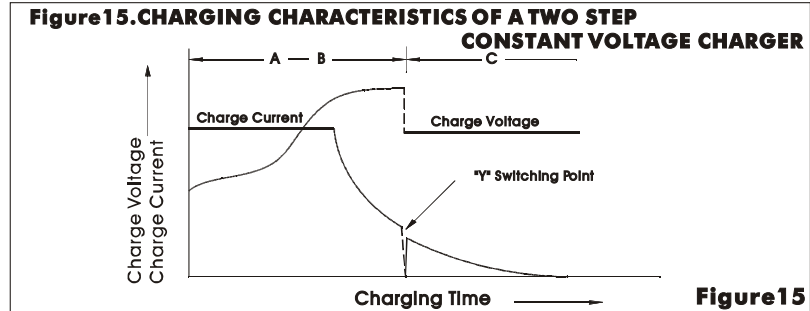 Figure15.CHARGING CHARACTERISTICS OF A TWO STEP
CONSTANT VOLTAGE CHARGER
A — B
C
Charge Current
Charge Voltage
"Y" Switching Point
Charge Voltage
Charge Current
Charging Time
Figure15